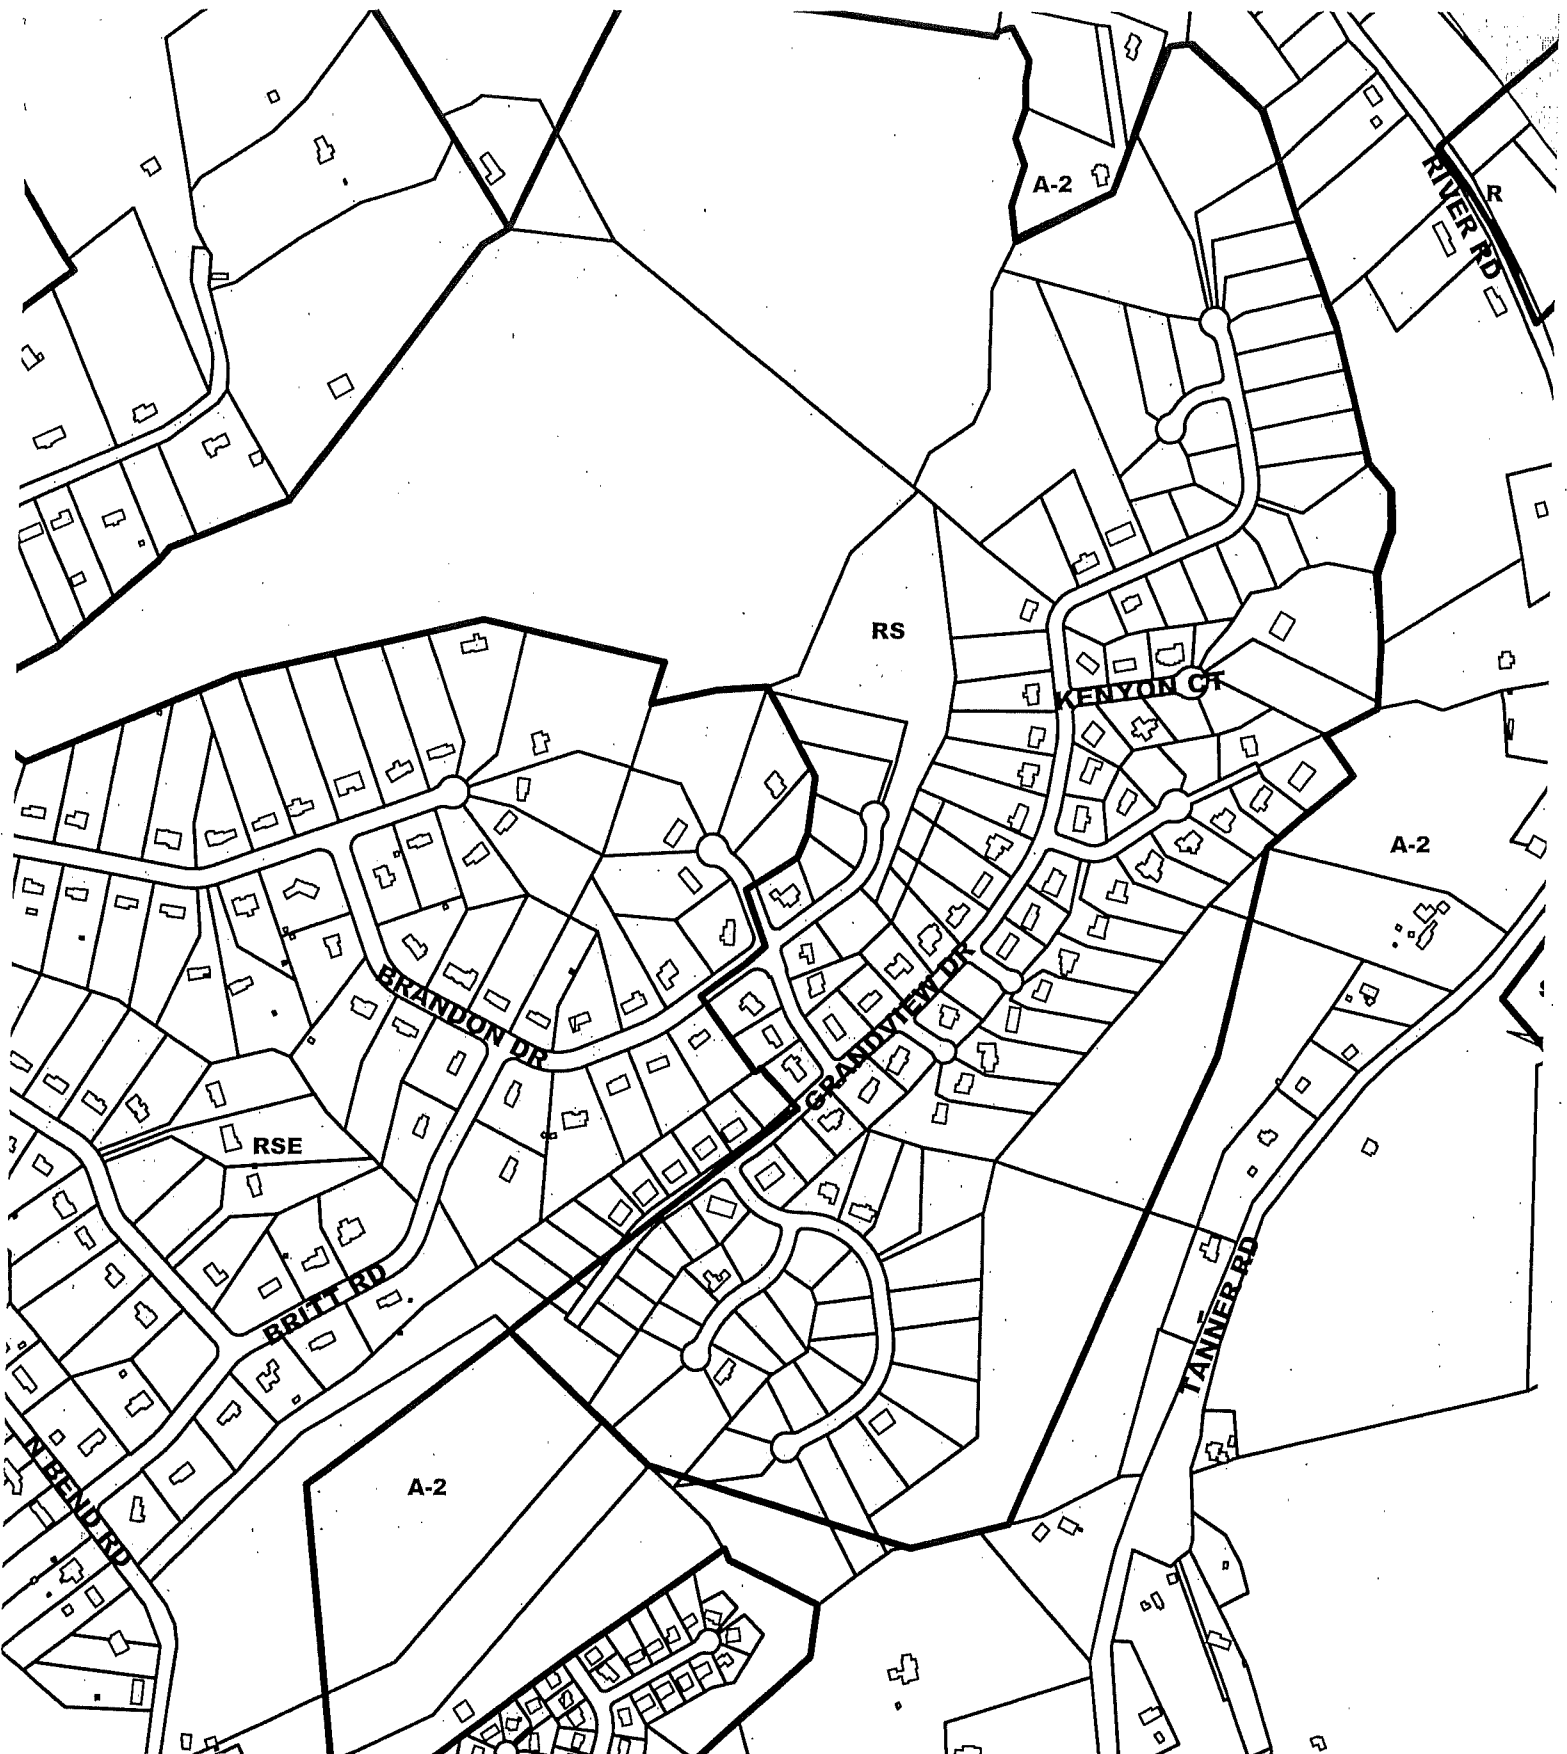 A-2
RIVER RD
R
RS
KENYON CT
A-2
BRANDON DR
GRANDVIEW DR
RSE
TANNER RD
BRITT RD
A-2
N BEND RD